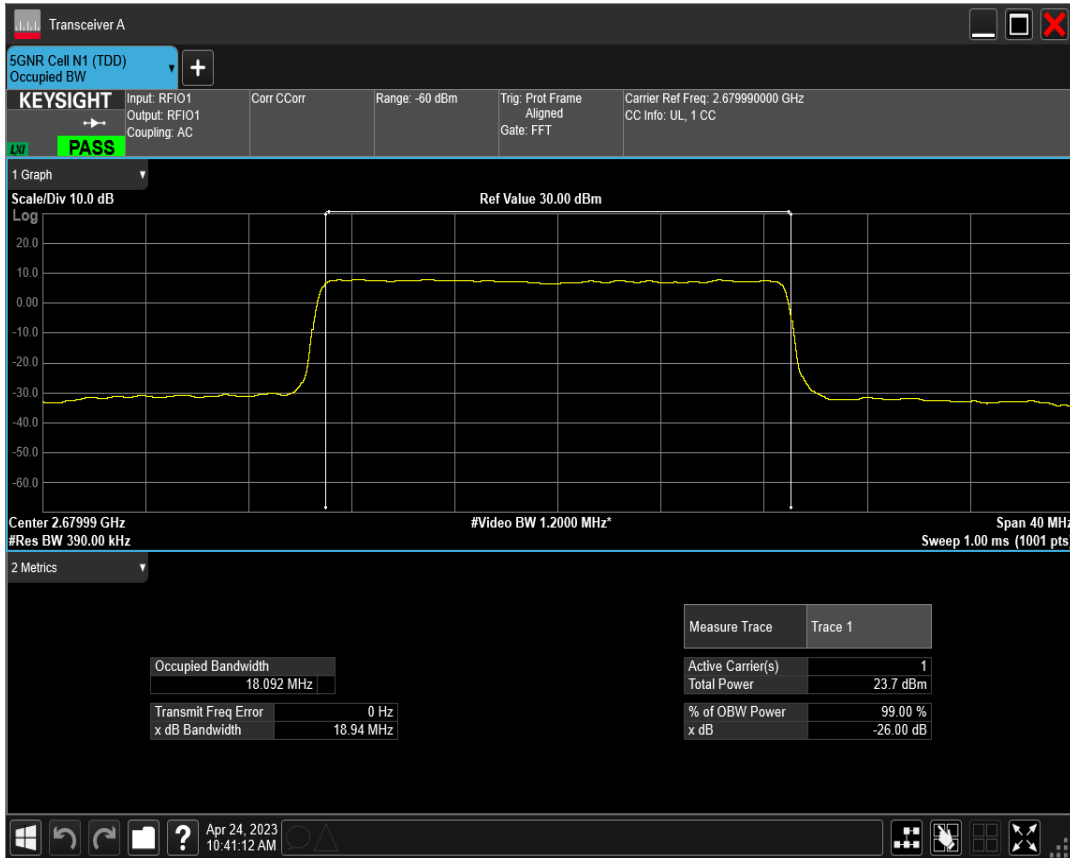 Transceiver A
5GNR Cell N1 (TDD)
Occupied BW
+
KEYSIGHT
LXI
PASS
Input: RFIO1
Output: RFIO1
Coupling: AC
Corr CCorr
Range: -60 dBm
Trig: Prot Frame
Aligned
Gate: FFT
Carrier Ref Freq: 2.679990000 GHz
CC Info: UL, 1 CC
1 Graph
Scale/Div 10.0 dB
Ref Value 30.00 dBm
Log
20.0
10.0
0.00
-10.0
-20.0
-30.0
-40.0
-50.0
-60.0
Center 2.67999 GHz
#Video BW 1.2000 MHz*
Span 40 MHz
#Res BW 390.00 kHz
Sweep 1.00 ms (1001 pts)
2 Metrics
Measure Trace Trace 1
Occupied Bandwidth
18.092 MHz
Active Carrier(s) 1
Total Power 23.7 dBm
Transmit Freq Error 0 Hz
x dB Bandwidth 18.94 MHz
% of OBW Power 99.00 %
x dB -26.00 dB
?
Apr 24, 2023
10:41:12 AM